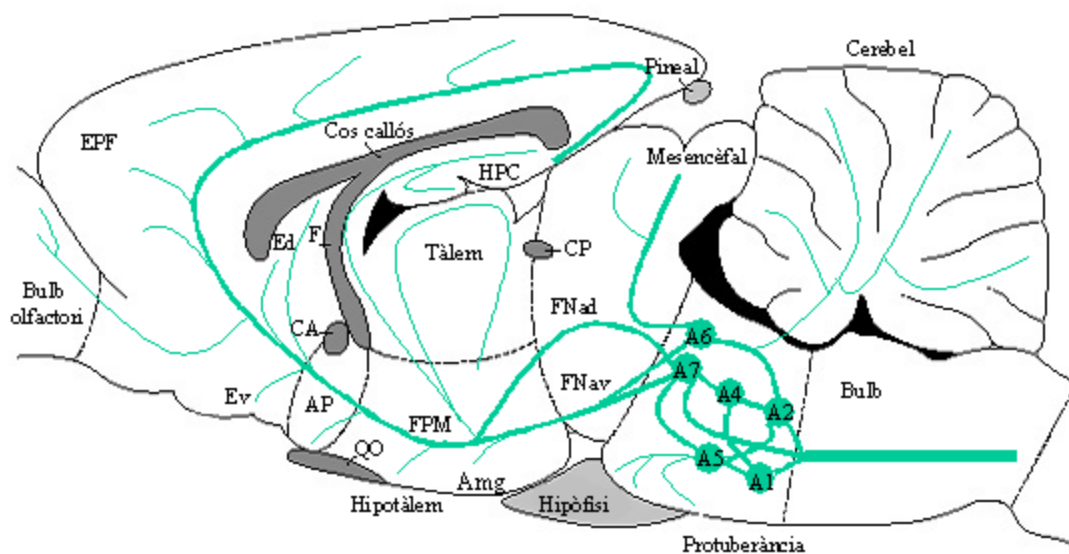 Cerebel
Pineal
EPF
Cos callós
Mesencèfal
HPC
Ed
F
Tàlem
CP
Bulb
olfactori
CA
FNad
A6
A7
FNav
A4
Bulb
Ev
AP
FPM
A2
OO
A5
A1
Amg
Hipotàlem
Hipòfisi
Protuberància